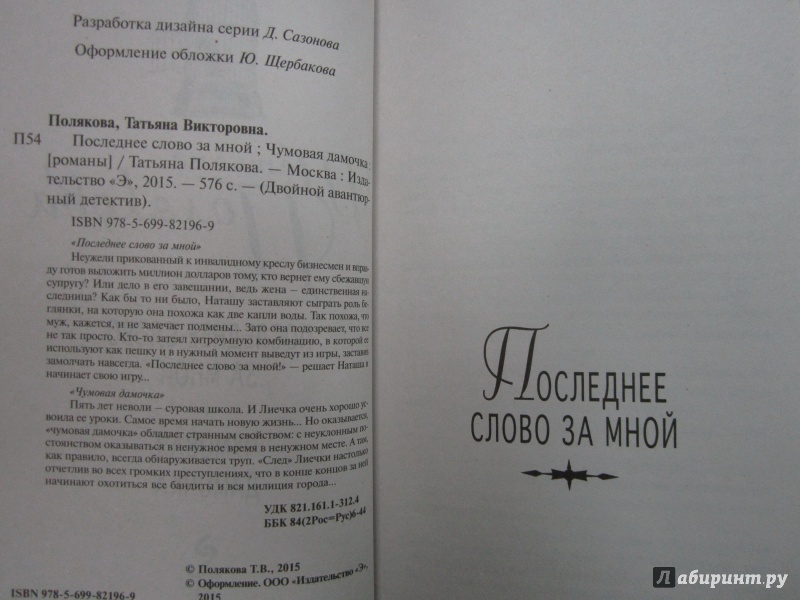 Разработка дизайна серии Д. Сазонова
Оформление обложки Ю. Щербакова
Полякова, Татьяна Викторовна.
П54 Последнее слово за мной ; Чумовая дамочка
[романы] / Татьяна Полякова. — Москва : Изда-
тельство «Э», 2015. — 576 с. — (Двойной авантюр-
ный детектив).
ISBN 978-5-699-82196-9
«Последнее слово за мной»
Неужели прикованный к инвалидному креслу бизнесмен и
ду готов выложить миллион долларов тому, кто вернет ему сбежавшую
супругу? Или дело в его завещании, ведь жена – единственная на-
следница? Как бы то ни было, Наташу заставляют сыграть роль бег-
лянки, на которую она похожа как две капли воды. Так похожа, что
муж, кажется, и не замечает подмены... Зато она подозревает, что все
не так просто. Кто-то затеял хитроумную комбинацию, в которой ее
используют как пешку и в нужный момент выведут из игры, заставив
замолчать навсегда. «Последнее слово за мной!» — решает Наташа и
начинает свою игру...
«Чумовая дамочка»
Пять лет неволи – суровая школа. И Лиечка очень хорошо ус-
воила ее уроки. Самое время начать новую жизнь... Но оказывается,
«чумовая дамочка» обладает странным свойством: с неуклонным по-
стоянством оказываться в ненужное время в ненужном месте. А там,
как правило, всегда обнаруживается труп. «След» Лиечки настолько
отчетлив во всех громких преступлениях, что в конце концов за ней
начинают охотиться все бандиты и вся милиция города...
УДК 821.161.1-312.4
ББК 84(2Рос=Рус)6-44
© Полякова Т.В., 2015
© Оформление. ООО «Издательство «Э»,
2015
ISBN 978-5-699-82196-9
Последнее
слово за мной
Лабиринт.ру